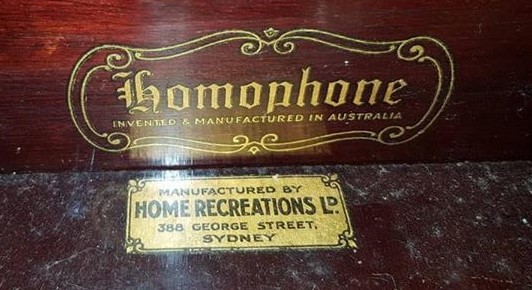 Homophone
INVENTED & MANUFACTURED IN AUSTRALIA
MANUFACTURED BY
HOME RECREATIONS LD.
388 GEORGE STREET,
SYDNEY